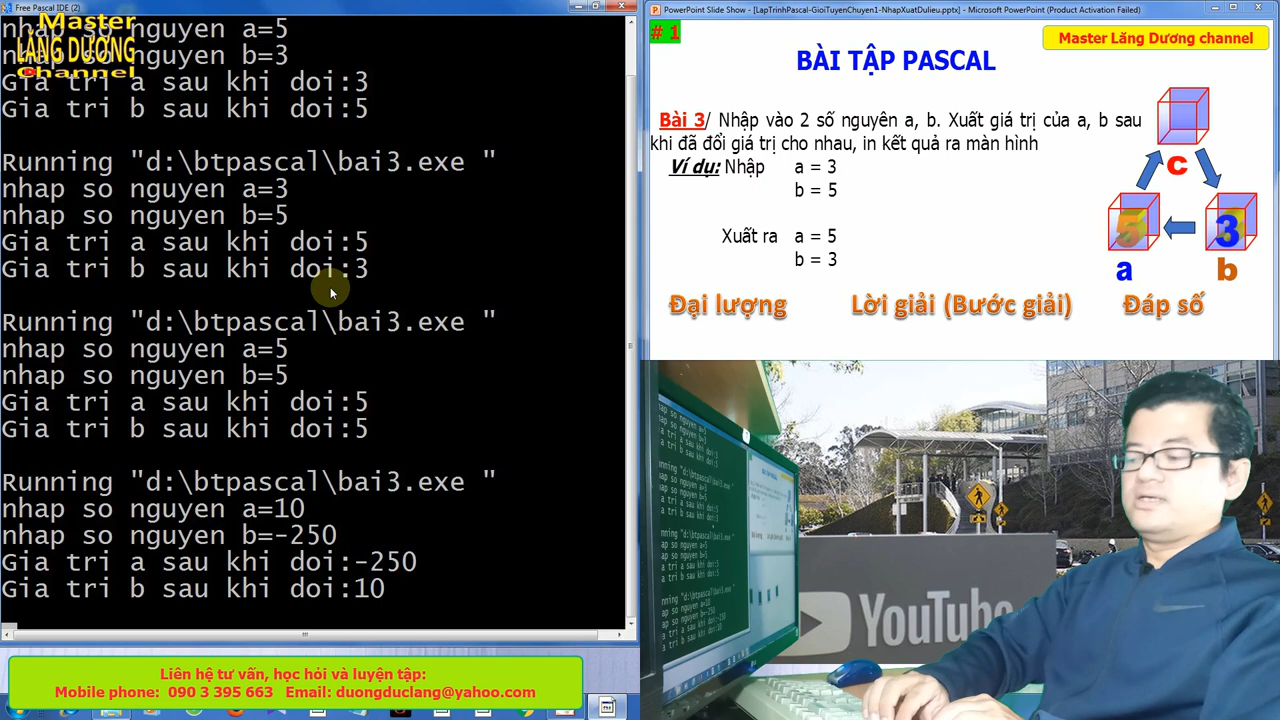 Free Pascal IDE (2)
Master
LĂNG DƯƠNG
Channel
nhap so nguyen a=5
nhap so nguyen b=3
Gia tri a sau khi doi:3
Gia tri b sau khi doi:5
Running "d:\btpascal\bai3.exe "
nhap so nguyen a=3
nhap so nguyen b=5
Gia tri a sau khi doi:5
Gia tri b sau khi doi:3
Running "d:\btpascal\bai3.exe "
nhap so nguyen a=5
nhap so nguyen b=5
Gia tri a sau khi doi:5
Gia tri b sau khi doi:5
Running "d:\btpascal\bai3.exe "
nhap so nguyen a=10
nhap so nguyen b=-250
Gia tri a sau khi doi:-250
Gia tri b sau khi doi:10
Liên hệ tư vấn, học hỏi và luyện tập:
Mobile phone: 090 3 395 663 Email: duongduclang@yahoo.com
PowerPoint Slide Show - [LapTrinhPascal-GioiTuyenChuyen1-NhapXuatDulieu.pptx] - Microsoft PowerPoint (Product Activation Failed)
# 1
Master Lăng Dương channel
BÀI TẬP PASCAL
Bài 3/ Nhập vào 2 số nguyên a, b. Xuất giá trị của a, b sau
khi đã đổi giá trị cho nhau, in kết quả ra màn hình
Ví dụ: Nhập a = 3
b = 5
Xuất ra a = 5
b = 3
c
5 3
a b
Đại lượng Lời giải (Bước giải) Đáp số
YouTube